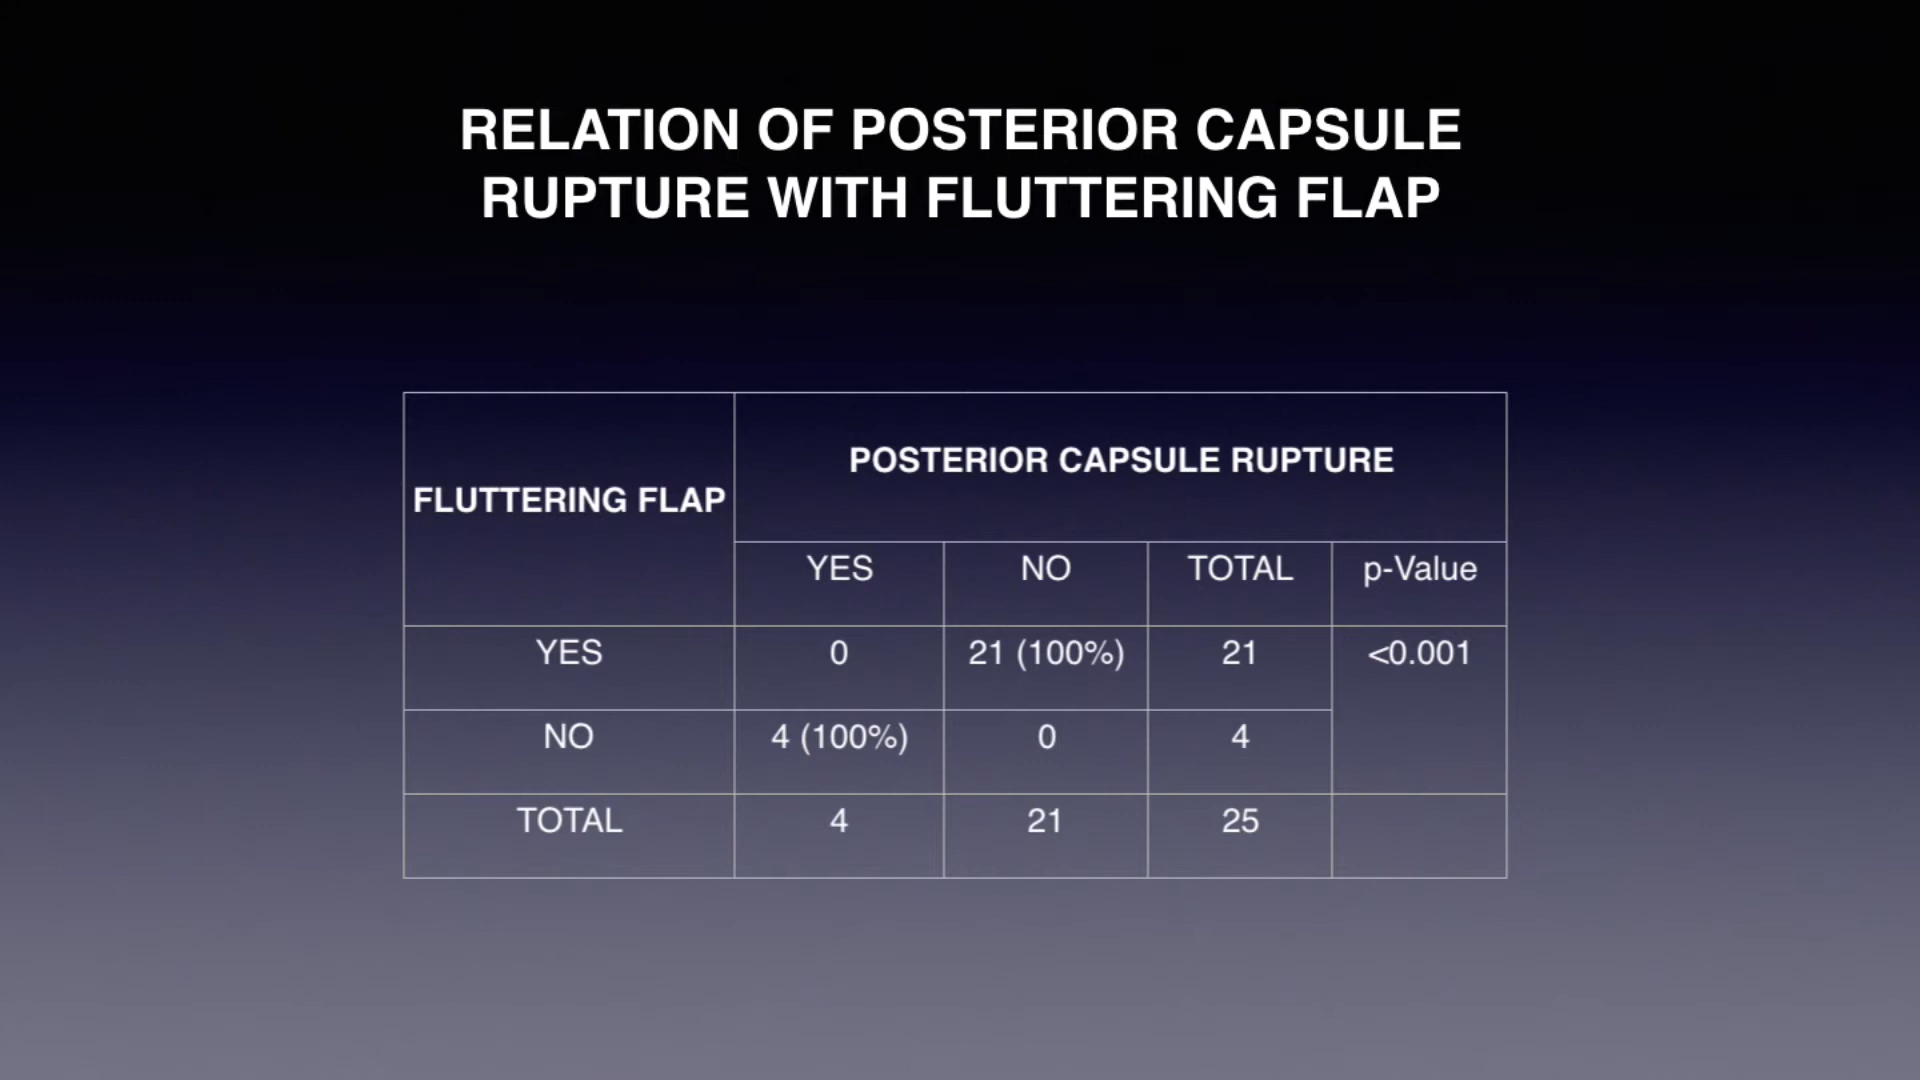 RELATION OF POSTERIOR CAPSULE
RUPTURE WITH FLUTTERING FLAP
FLUTTERING FLAP
POSTERIOR CAPSULE RUPTURE
YES NO TOTAL p-Value
YES 0 21 (100%) 21 <0.001
NO 4 (100%) 0 4
TOTAL 4 21 25